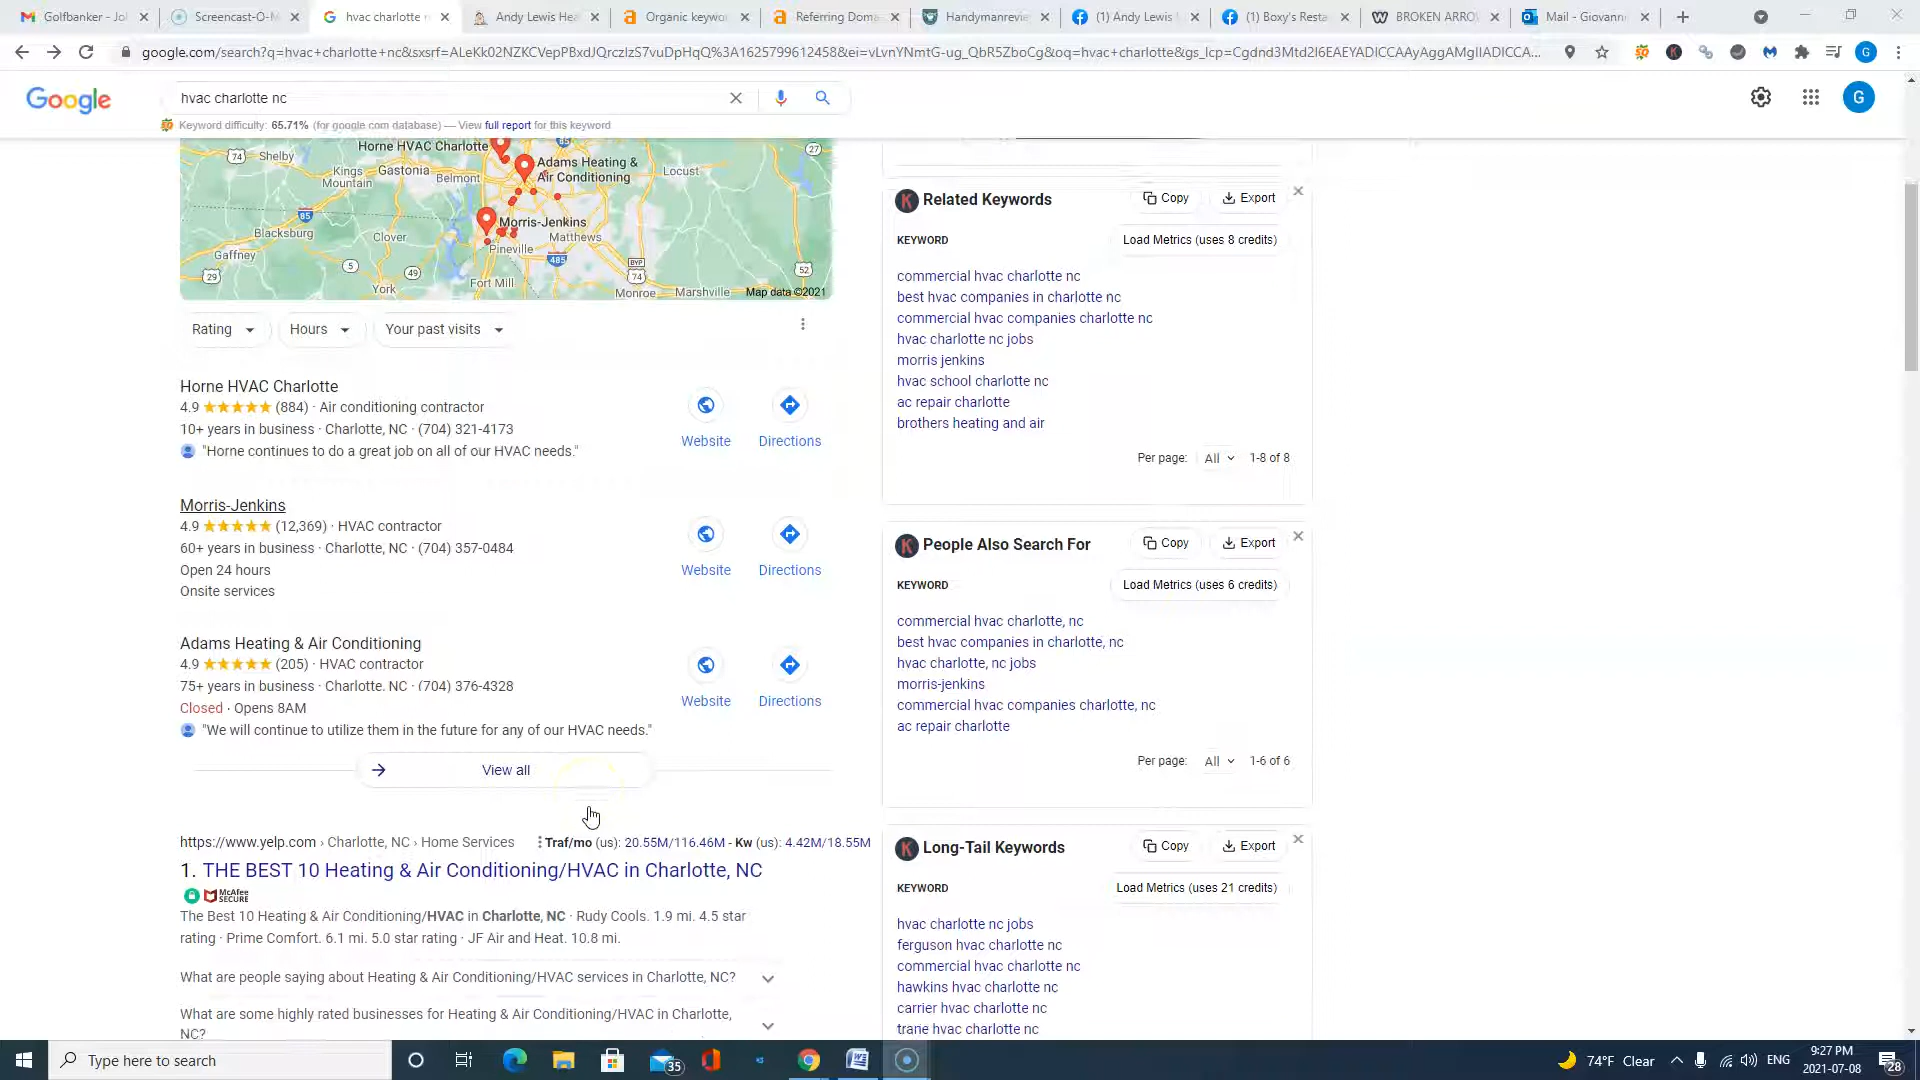 Golfbanker - Jo
Screencast-O-M
hvac charlotte n
Andy Lewis Hea
Organic keywo
Referring Doma
Handymanrevie
(1) Andy Lewis
(1) Boxy's Resta
BROKEN ARRO
Mail - Giovann
google.com/search?q=hvac+charlotte+nc&sxsrf=ALeKk02NZKCVepPBxdJQrczIzS7vuDpHqQ%3A1625799612458&ei=vLvnYNmtG-ug_QbR5ZboCg&oq=hvac+charlotte&gs_lcp=Cgdnd3Mtd2l6EAEYADICCAAyAggAMgIIADICCA...
G
Google
hvac charlotte nc
G
Keyword difficulty: 65.71% (for google.com database) — View full report for this keyword
Horne HVAC Charlotte
85
27
74
Shelby
Kings
Mountain
Gastonia
Belmont
Adams Heating &
Air Conditioning
Locust
85
Blacksburg
Clover
Morris-Jenkins
Matthews
Pineville
Gaffney
5
49
485
BYP
74
52
29
York
Fort Mill
Monroe
Marshville
Map data ©2021
Rating
Hours
Your past visits
Horne HVAC Charlotte
4.9 (884) · Air conditioning contractor
10+ years in business · Charlotte, NC · (704) 321-4173
"Horne continues to do a great job on all of our HVAC needs."
Website
Directions
Morris-Jenkins
4.9 (12,369) · HVAC contractor
60+ years in business · Charlotte, NC · (704) 357-0484
Open 24 hours
Onsite services
Website
Directions
Adams Heating & Air Conditioning
4.9 (205) · HVAC contractor
75+ years in business · Charlotte, NC · (704) 376-4328
Closed · Opens 8AM
"We will continue to utilize them in the future for any of our HVAC needs."
Website
Directions
View all
https://www.yelp.com › Charlotte, NC › Home Services
Traf/mo (us): 20.55M/116.46M - Kw (us): 4.42M/18.55M
1. THE BEST 10 Heating & Air Conditioning/HVAC in Charlotte, NC
McAfee
SECURE
The Best 10 Heating & Air Conditioning/HVAC in Charlotte, NC · Rudy Cools. 1.9 mi. 4.5 star
rating · Prime Comfort. 6.1 mi. 5.0 star rating · JF Air and Heat. 10.8 mi.
What are people saying about Heating & Air Conditioning/HVAC services in Charlotte, NC?
What are some highly rated businesses for Heating & Air Conditioning/HVAC in Charlotte,
NC?
Related Keywords
Copy
Export
KEYWORD
Load Metrics (uses 8 credits)
commercial hvac charlotte nc
best hvac companies in charlotte nc
commercial hvac companies charlotte nc
hvac charlotte nc jobs
morris jenkins
hvac school charlotte nc
ac repair charlotte
brothers heating and air
Per page: All 1-8 of 8
People Also Search For
Copy
Export
KEYWORD
Load Metrics (uses 6 credits)
commercial hvac charlotte, nc
best hvac companies in charlotte, nc
hvac charlotte, nc jobs
morris-jenkins
commercial hvac companies charlotte, nc
ac repair charlotte
Per page: All 1-6 of 6
Long-Tail Keywords
Copy
Export
KEYWORD
Load Metrics (uses 21 credits)
hvac charlotte nc jobs
ferguson hvac charlotte nc
commercial hvac charlotte nc
hawkins hvac charlotte nc
carrier hvac charlotte nc
trane hvac charlotte nc
Type here to search
35
74°F Clear
ENG
9:27 PM
2021-07-08
28